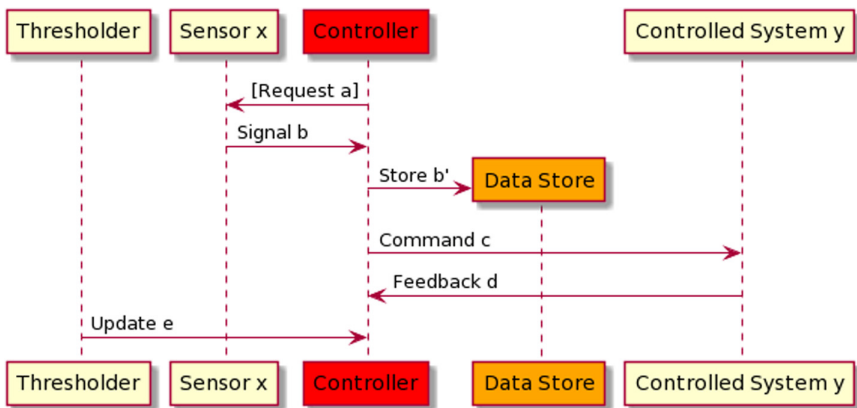 Thresholder
Sensor x
Controller
Controlled System y
[Request a]
Signal b
Store b'
Data Store
Command c
Feedback d
Update e
Thresholder
Sensor x
Controller
Data Store
Controlled System y